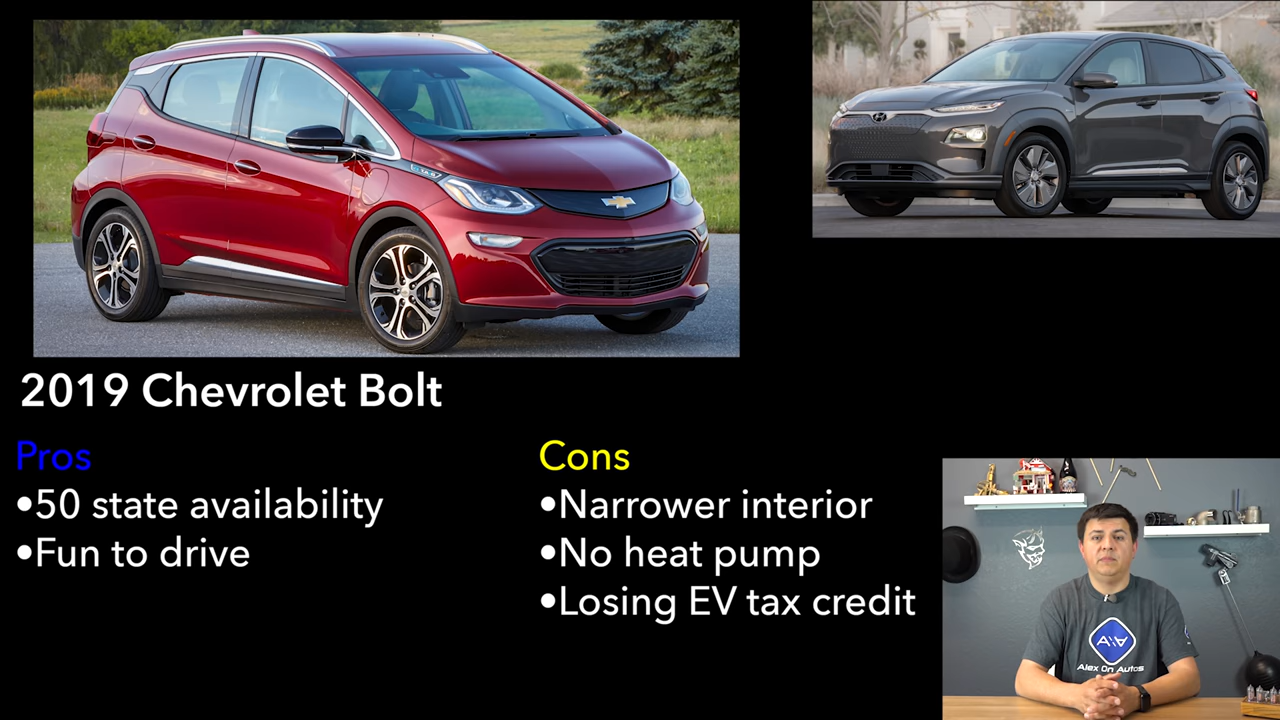 2019 Chevrolet Bolt
Pros
•50 state availability
•Fun to drive
Cons
•Narrower interior
•No heat pump
•Losing EV tax credit
Alex On Autos